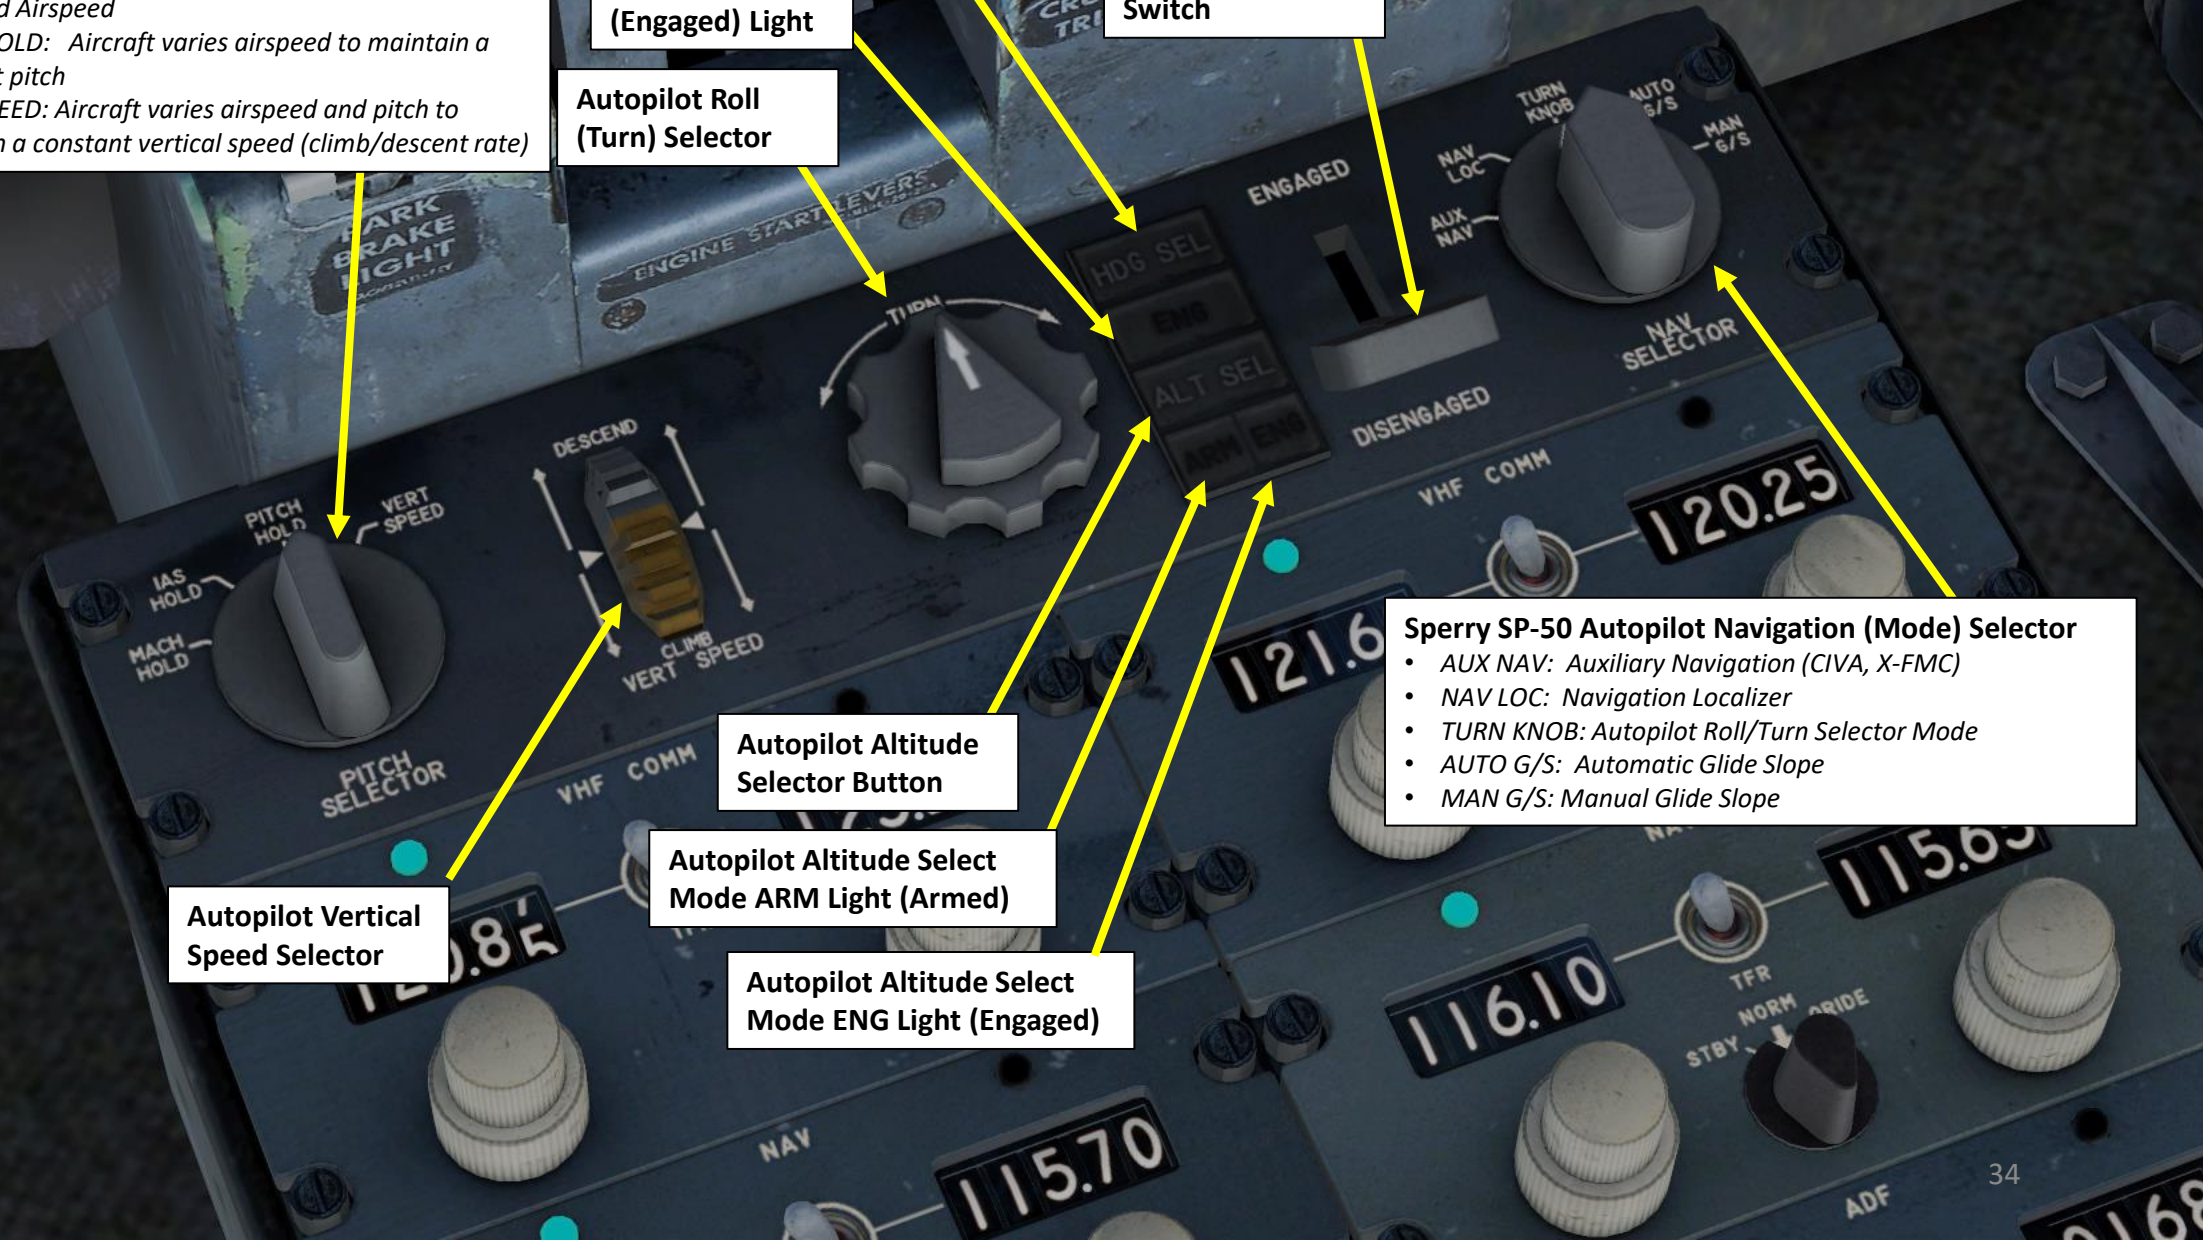 d Airspeed
OLD: Aircraft varies airspeed to maintain a
t pitch
EED: Aircraft varies airspeed and pitch to
n a constant vertical speed (climb/descent rate)
(Engaged) Light
Switch
Autopilot Roll
(Turn) Selector
PARK
BRAKE
LIGHT
ENGINE START LEVERS
TURN
HDG SEL
ENG
ALT SEL
ARM ENG
ENGAGED
DISENGAGED
TURN
KNOB
AUTO
G/S
MAN
G/S
NAV
LOC
AUX
NAV
NAV
SELECTOR
PITCH
HOLD
VERT
SPEED
IAS
HOLD
MACH
HOLD
PITCH
SELECTOR
DESCEND
CLIMB
VERT SPEED
VHF COMM
120.25
121.6
Sperry SP-50 Autopilot Navigation (Mode) Selector
• AUX NAV: Auxiliary Navigation (CIVA, X-FMC)
• NAV LOC: Navigation Localizer
• TURN KNOB: Autopilot Roll/Turn Selector Mode
• AUTO G/S: Automatic Glide Slope
• MAN G/S: Manual Glide Slope
VHF COMM
Autopilot Altitude
Selector Button
Autopilot Altitude Select
Mode ARM Light (Armed)
Autopilot Vertical
Speed Selector
Autopilot Altitude Select
Mode ENG Light (Engaged)
115.65
116.10
TFR
STBY NORM ORIDE
NAV
115.70
ADF
34